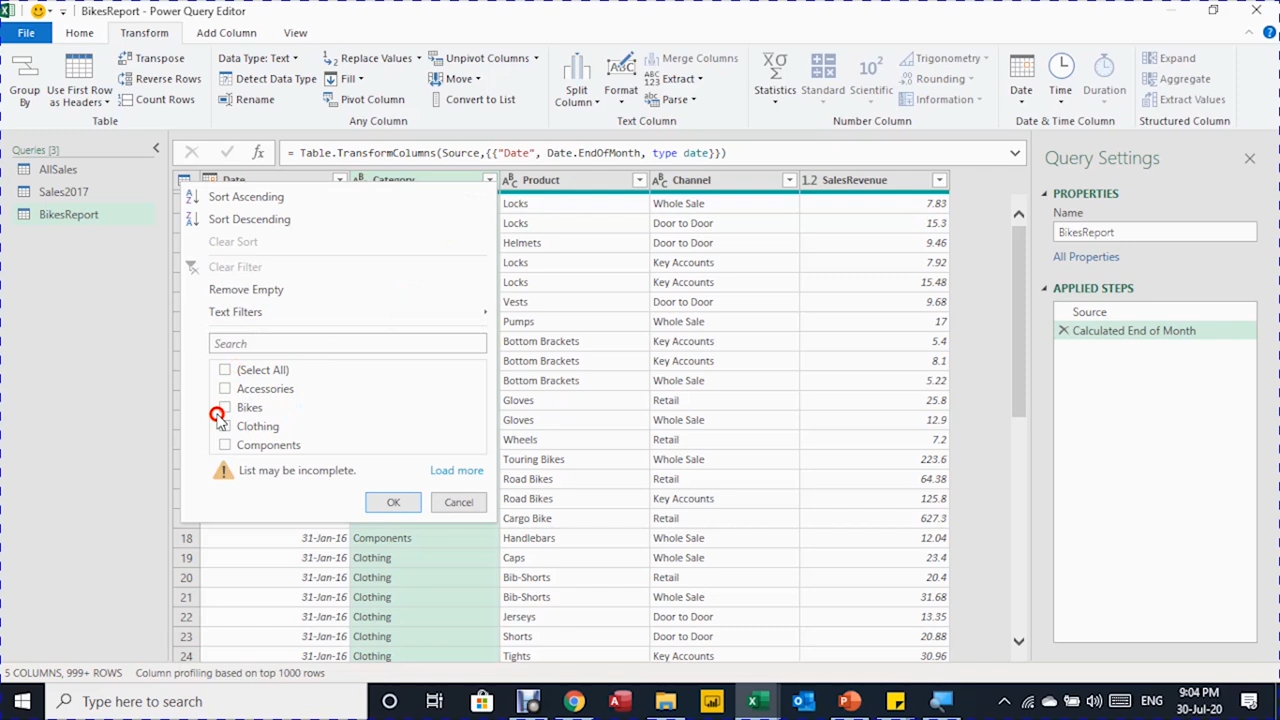 BikesReport - Power Query Editor
File Home Transform Add Column View
Group By
Use First Row as Headers
Transpose
Reverse Rows
Count Rows
Table
Data Type: Text
Detect Data Type
Rename
Replace Values
Fill
Pivot Column
Unpivot Columns
Move
Convert to List
Any Column
Split Column
Format
Merge Columns
Extract
Parse
Text Column
Statistics
Standard
Scientific
Trigonometry
Rounding
Information
Number Column
Date
Time
Duration
Date & Time Column
Expand
Aggregate
Extract Values
Structured Column
Queries [3]
AllSales
Sales2017
BikesReport
= Table.TransformColumns(Source,{{"Date", Date.EndOfMonth, type date}})
Date Category Product Channel 1.2 SalesRevenue
Sort Ascending
Sort Descending
Clear Sort
Clear Filter
Remove Empty
Text Filters
Search
(Select All)
Accessories
Bikes
Clothing
Components
List may be incomplete. Load more
OK Cancel
Locks Whole Sale 7.83
Locks Door to Door 15.3
Helmets Door to Door 9.46
Locks Key Accounts 7.92
Locks Key Accounts 15.48
Vests Door to Door 9.68
Pumps Whole Sale 17
Bottom Brackets Key Accounts 5.4
Bottom Brackets Key Accounts 8.1
Bottom Brackets Whole Sale 5.22
Gloves Retail 25.8
Gloves Whole Sale 12.9
Wheels Retail 7.2
Touring Bikes Whole Sale 223.6
Road Bikes Retail 64.38
Road Bikes Key Accounts 125.8
Cargo Bike Retail 627.3
18 31-Jan-16 Components Handlebars Whole Sale 12.04
19 31-Jan-16 Clothing Caps Whole Sale 23.4
20 31-Jan-16 Clothing Bib-Shorts Retail 20.4
21 31-Jan-16 Clothing Bib-Shorts Whole Sale 31.68
22 31-Jan-16 Clothing Jerseys Door to Door 13.35
23 31-Jan-16 Clothing Shorts Door to Door 20.88
24 31-Jan-16 Clothing Tights Key Accounts 30.96
Query Settings
PROPERTIES
Name
BikesReport
All Properties
APPLIED STEPS
Source
Calculated End of Month
5 COLUMNS, 999+ ROWS Column profiling based on top 1000 rows
Type here to search
ENG
9:04 PM
30-Jul-20